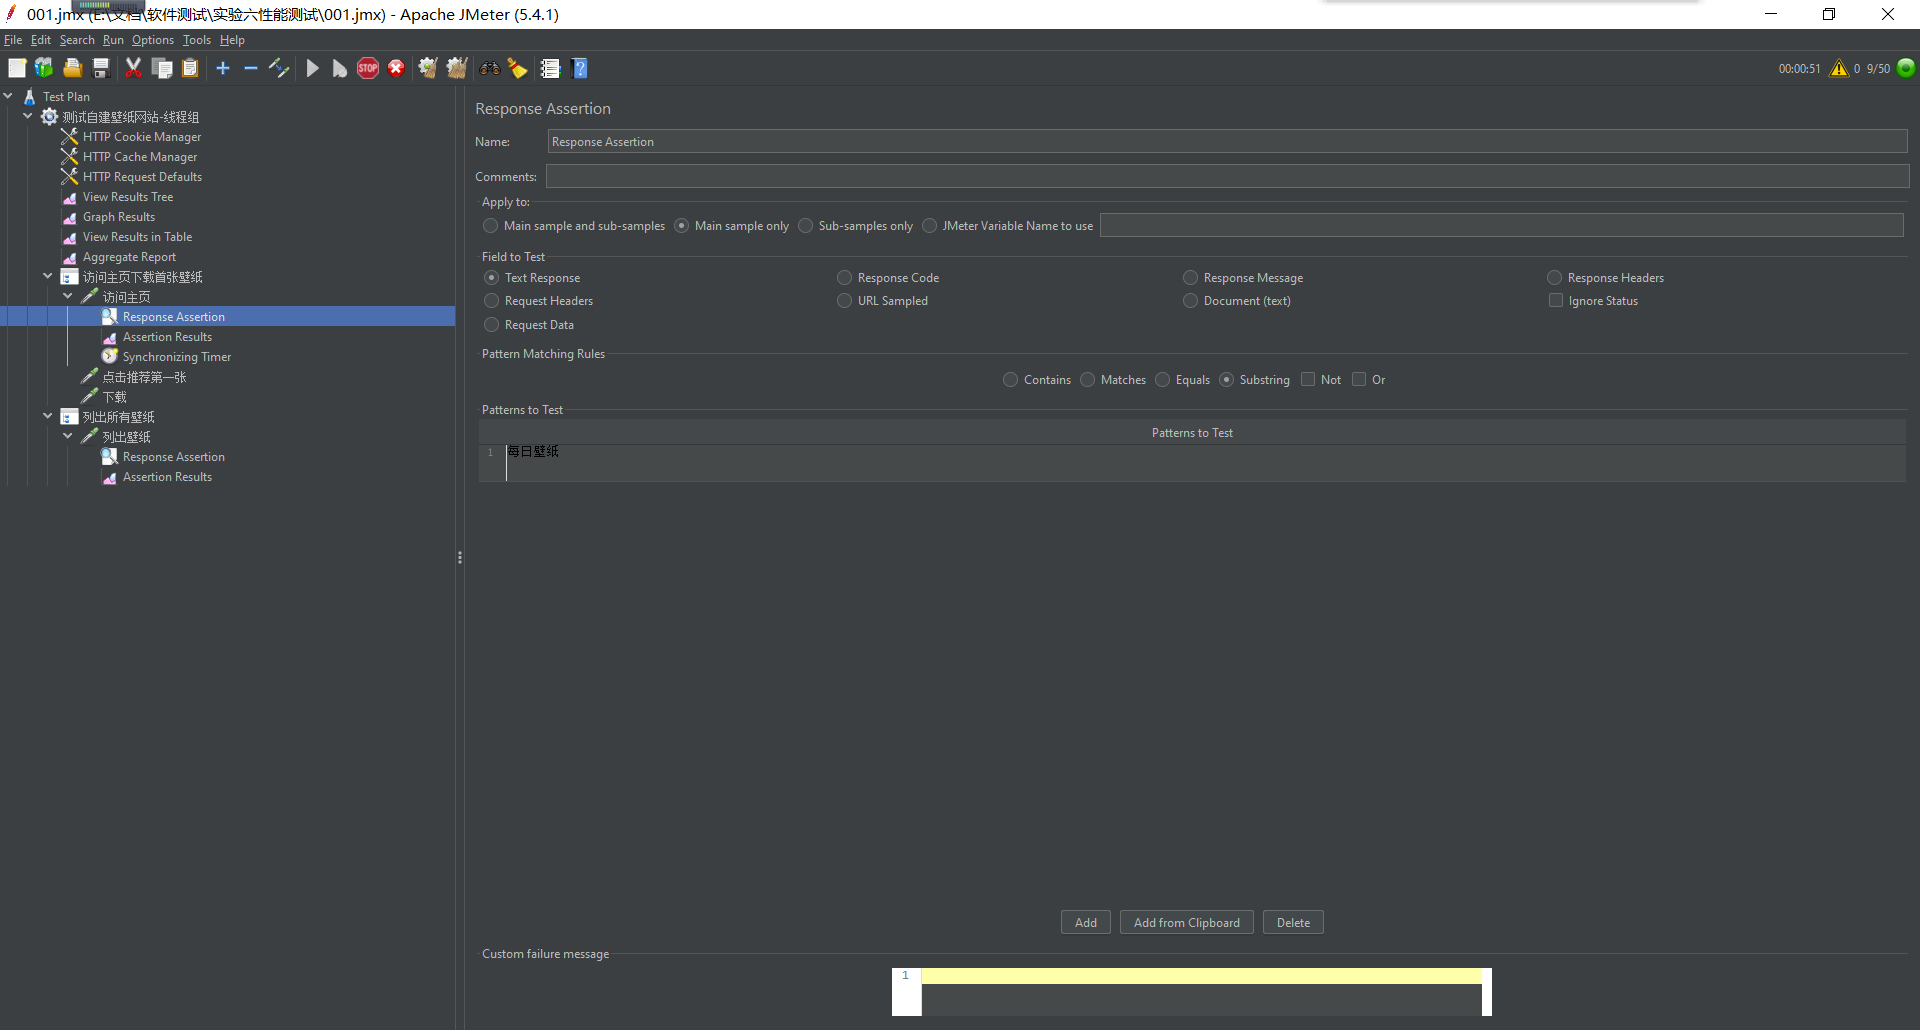 001.jmx (E:\文档\软件测试\实验六性能测试\001.jmx) - Apache JMeter (5.4.1)
File Edit Search Run Options Tools Help
STOP
00:00:51 0 9/50
Test Plan
测试自建壁纸网站-线程组
HTTP Cookie Manager
HTTP Cache Manager
HTTP Request Defaults
View Results Tree
Graph Results
View Results in Table
Aggregate Report
访问主页下载首张壁纸
访问主页
Response Assertion
Assertion Results
Synchronizing Timer
点击推荐第一张
下载
列出所有壁纸
列出壁纸
Response Assertion
Assertion Results
Response Assertion
Name: Response Assertion
Comments:
Apply to:
Main sample and sub-samples Main sample only Sub-samples only JMeter Variable Name to use
Field to Test
Text Response Response Code Response Message Response Headers
Request Headers URL Sampled Document (text) Ignore Status
Request Data
Pattern Matching Rules
Contains Matches Equals Substring Not Or
Patterns to Test
Patterns to Test
1 每日壁纸
Add Add from Clipboard Delete
Custom failure message
1